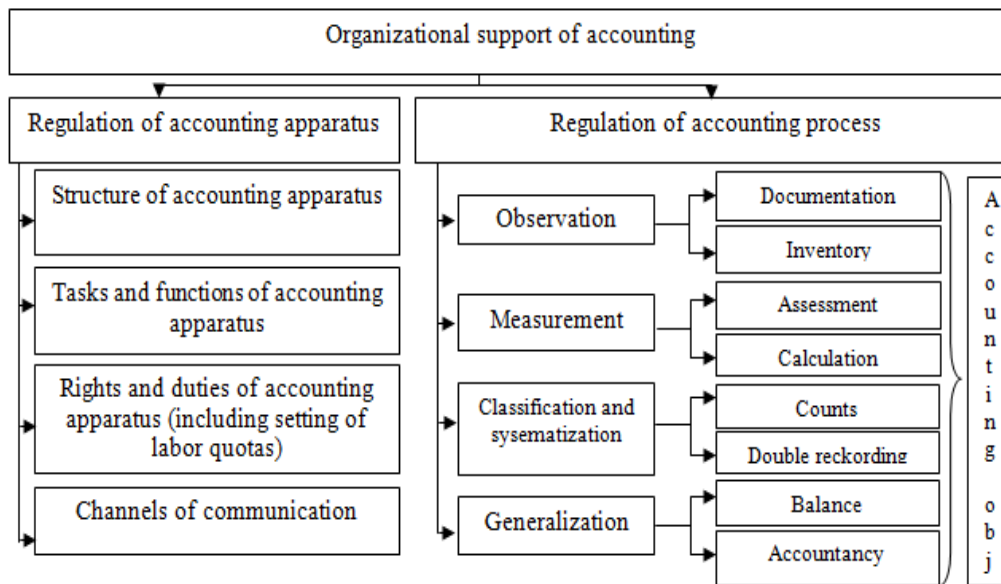 Organizational support of accounting
Regulation of accounting apparatus
Structure of accounting apparatus
Tasks and functions of accounting
apparatus
Rights and duties of accounting
apparatus (including setting of
labor quotas)
Channels of communication
Regulation of accounting process
Observation
Documentation
Inventory
Measurement
Assessment
Calculation
Classification and
sysematization
Counts
Double reckording
Generalization
Balance
Accountancy
A
c
c
o
u
n
t
i
n
g
o
b
j